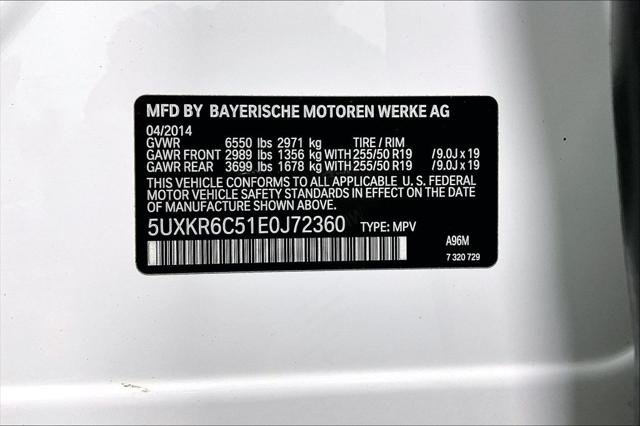 MFD BY BAYERISCHE MOTOREN WERKE AG
04/2014
GVWR 6550 lbs 2971 kg TIRE / RIM
GAWR FRONT 2989 lbs 1356 kg WITH 255/50 R19 /9.0J x 19
GAWR REAR 3699 lbs 1678 kg WITH 255/50 R19 /9.0J x 19
THIS VEHICLE CONFORMS TO ALL APPLICABLE U. S. FEDERAL
MOTOR VEHICLE SAFETY STANDARDS IN EFFECT ON THE DATE
OF MANUFACTURE SHOWN ABOVE.
5UXKR6C51E0J72360 TYPE: MPV
A96M
7 320 729